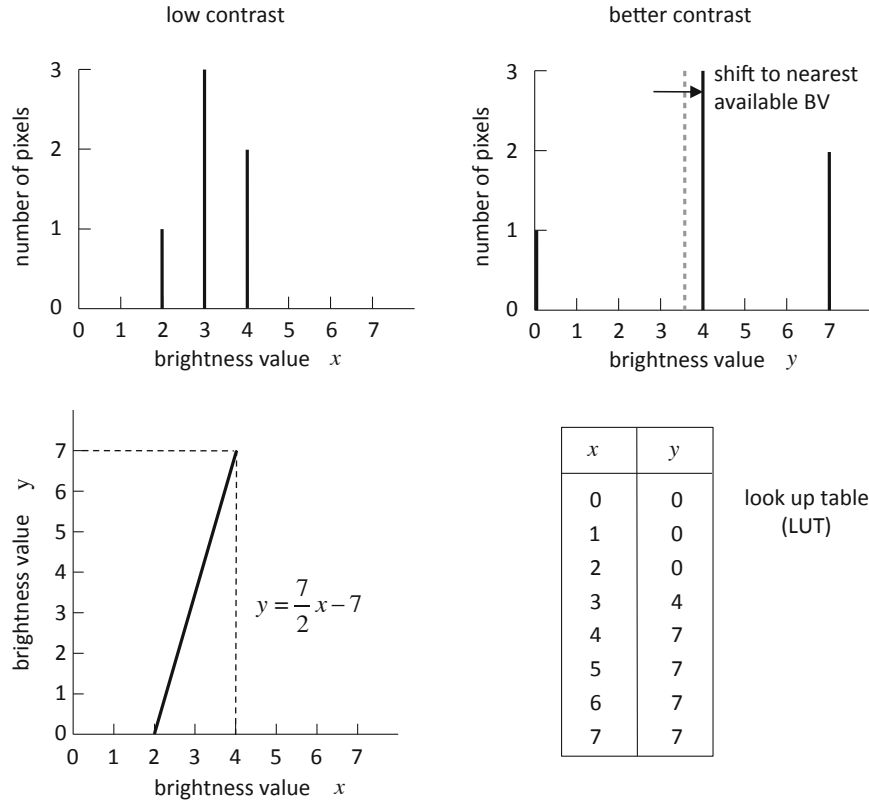 low contrast
3
2
1
0
number of pixels
0 1 2 3 4 5 6 7
brightness value x
better contrast
shift to nearest
available BV
3
2
1
0
number of pixels
0 1 2 3 4 5 6 7
brightness value y
7
6
5
4
3
2
1
0
brightness value y
y = 7/2 x − 7
0 1 2 3 4 5 6 7
brightness value x
x y
0 0
1 0
2 0
3 4
4 7
5 7
6 7
7 7
look up table
(LUT)